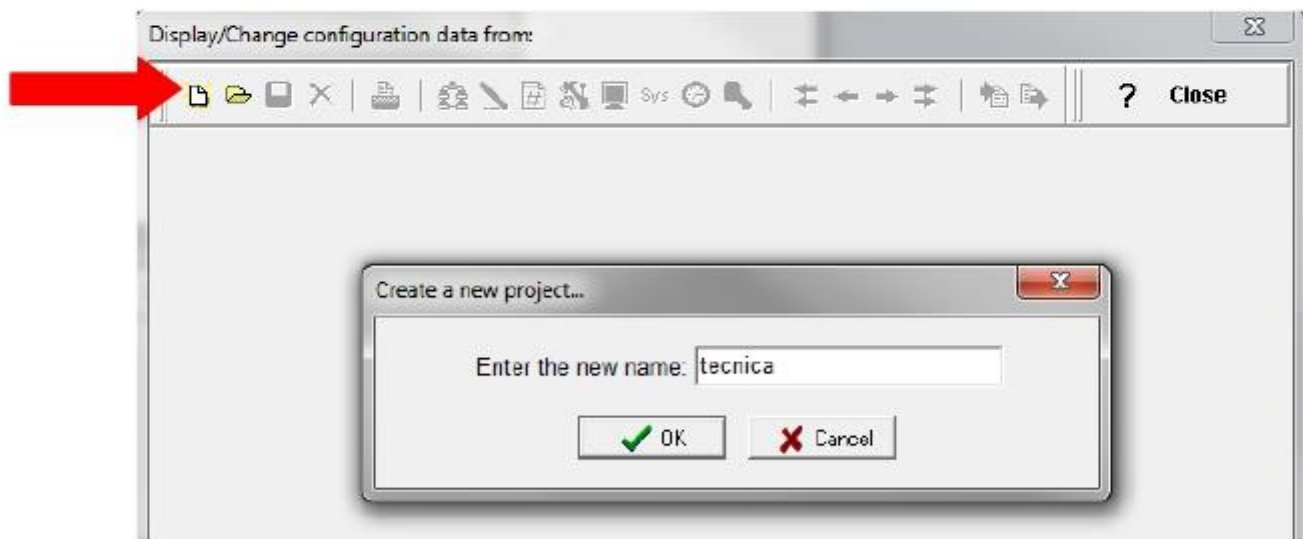 Display/Change configuration data from:
Sys ? Close
Create a new project...
Enter the new name: tecnica
OK Cancel